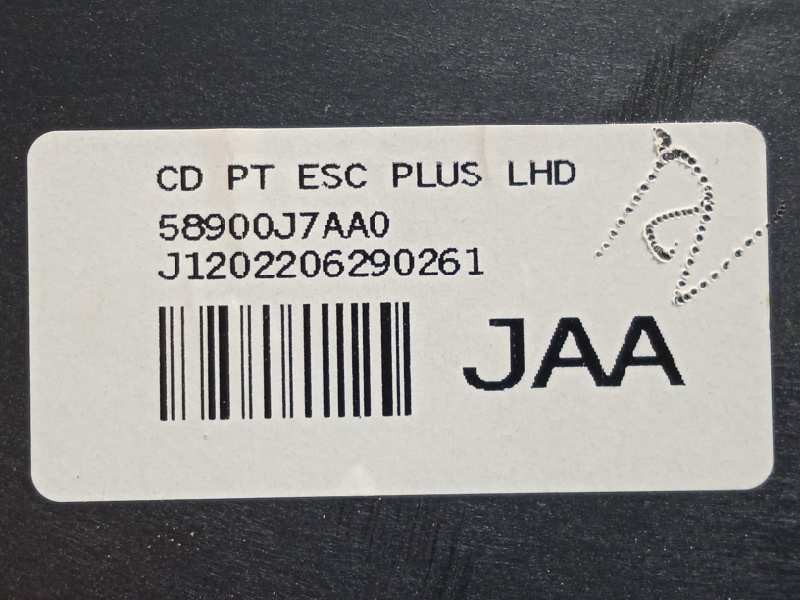 CD PT ESC PLUS LHD
58900J7AA0
J1202206290261
JAA